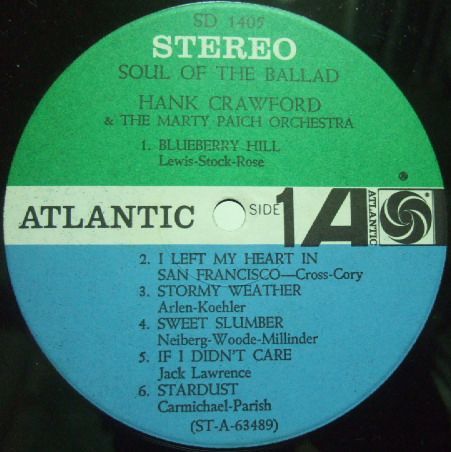 SD 1405
STEREO
SOUL OF THE BALLAD
HANK CRAWFORD
& THE MARTY PAICH ORCHESTRA
1. BLUEBERRY HILL
Lewis-Stock-Rose
®
ATLANTIC SIDE 1 A ATLANTIC
®
2. I LEFT MY HEART IN
SAN FRANCISCO—Cross-Cory
3. STORMY WEATHER
Arlen-Koehler
4. SWEET SLUMBER
Neiberg-Woode-Millinder
5. IF I DIDN'T CARE
Jack Lawrence
6. STARDUST
Carmichael-Parish
(ST-A-63489)